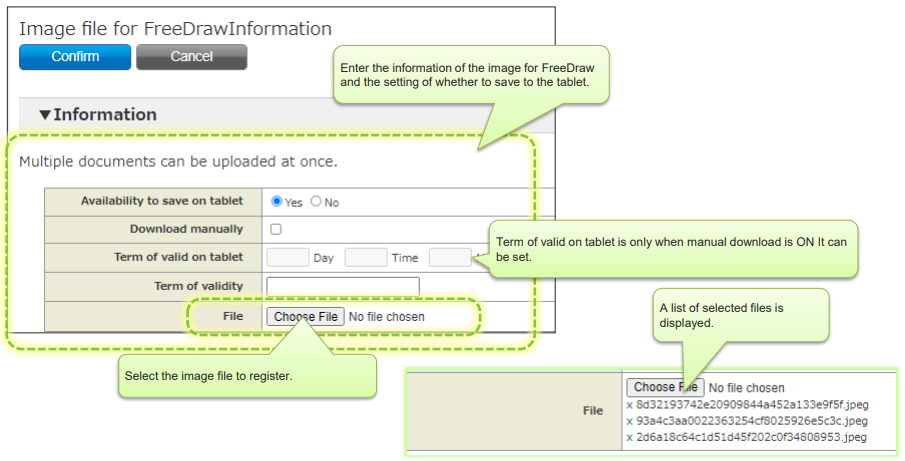 Image file for FreeDrawInformation
Confirm Cancel
Enter the information of the image for FreeDraw
and the setting of whether to save to the tablet.
▼Information
Multiple documents can be uploaded at once.
Availability to save on tablet Yes No
Download manually
Term of valid on tablet Day Time
Term of valid on tablet is only when manual download is ON It can
be set.
Term of validity
File Choose File No file chosen
Select the image file to register.
A list of selected files is
displayed.
File
Choose File No file chosen
x 8d32193742e20909844a452a133e9f5f.jpeg
x 93a4c3aa0022363254cf8025926e5c3c.jpeg
x 2d6a18c64c1d51d45f202c0f34808953.jpeg